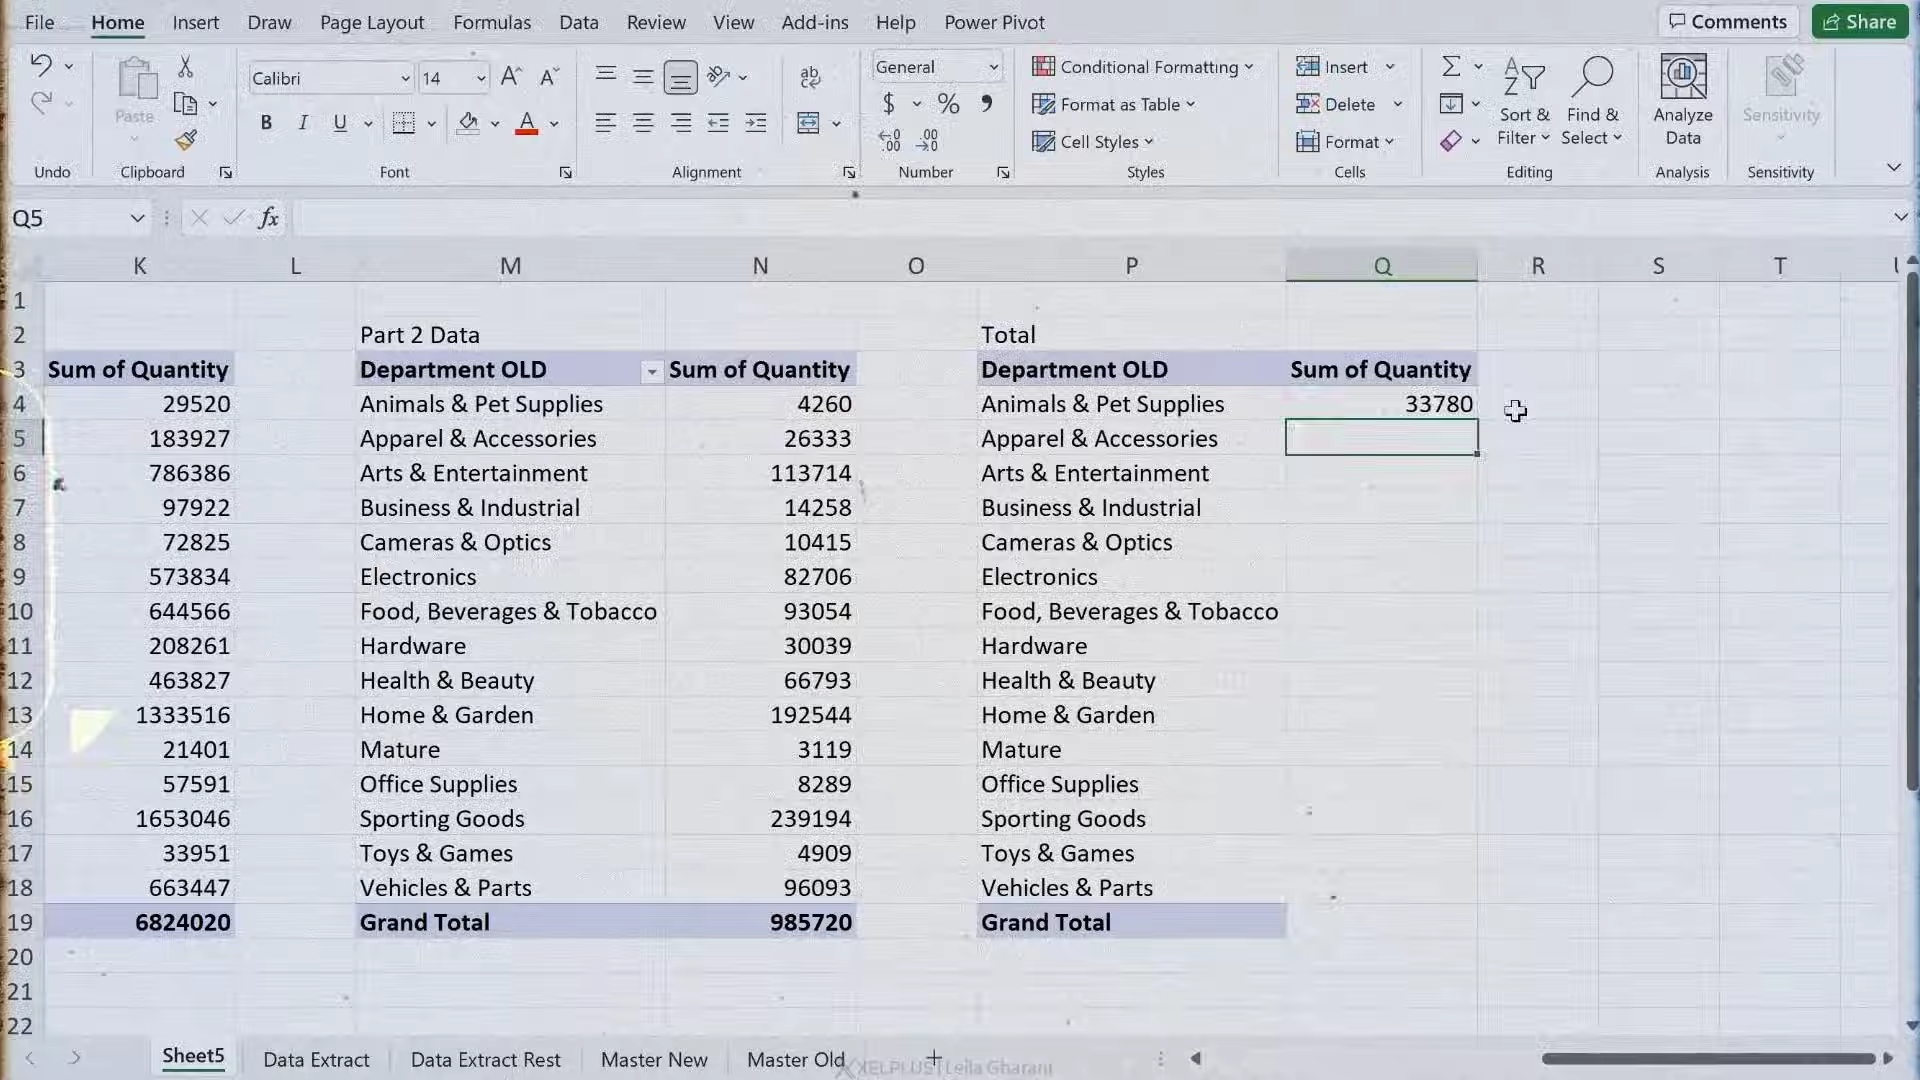 File Home Insert Draw Page Layout Formulas Data Review View Add-ins Help Power Pivot Comments Share
Calibri 14 General Conditional Formatting Insert
Paste Format as Table Delete Sort & Find & Analyze Sensitivity
B I U $ % Cell Styles Format Filter Select Data
Undo Clipboard Font Alignment Number Styles Cells Editing Analysis Sensitivity
Q5 fx
K L M N O P Q R S T
1
2 Part 2 Data Total
3 Sum of Quantity Department OLD Sum of Quantity Department OLD Sum of Quantity
4 29520 Animals & Pet Supplies 4260 Animals & Pet Supplies 33780
5 183927 Apparel & Accessories 26333 Apparel & Accessories
6 786386 Arts & Entertainment 113714 Arts & Entertainment
7 97922 Business & Industrial 14258 Business & Industrial
8 72825 Cameras & Optics 10415 Cameras & Optics
9 573834 Electronics 82706 Electronics
10 644566 Food, Beverages & Tobacco 93054 Food, Beverages & Tobacco
11 208261 Hardware 30039 Hardware
12 463827 Health & Beauty 66793 Health & Beauty
13 1333516 Home & Garden 192544 Home & Garden
14 21401 Mature 3119 Mature
15 57591 Office Supplies 8289 Office Supplies
16 1653046 Sporting Goods 239194 Sporting Goods
17 33951 Toys & Games 4909 Toys & Games
18 663447 Vehicles & Parts 96093 Vehicles & Parts
19 6824020 Grand Total 985720 Grand Total
20
21
22
Sheet5 Data Extract Data Extract Rest Master New Master Old
XELPLUS | Leila Gharani